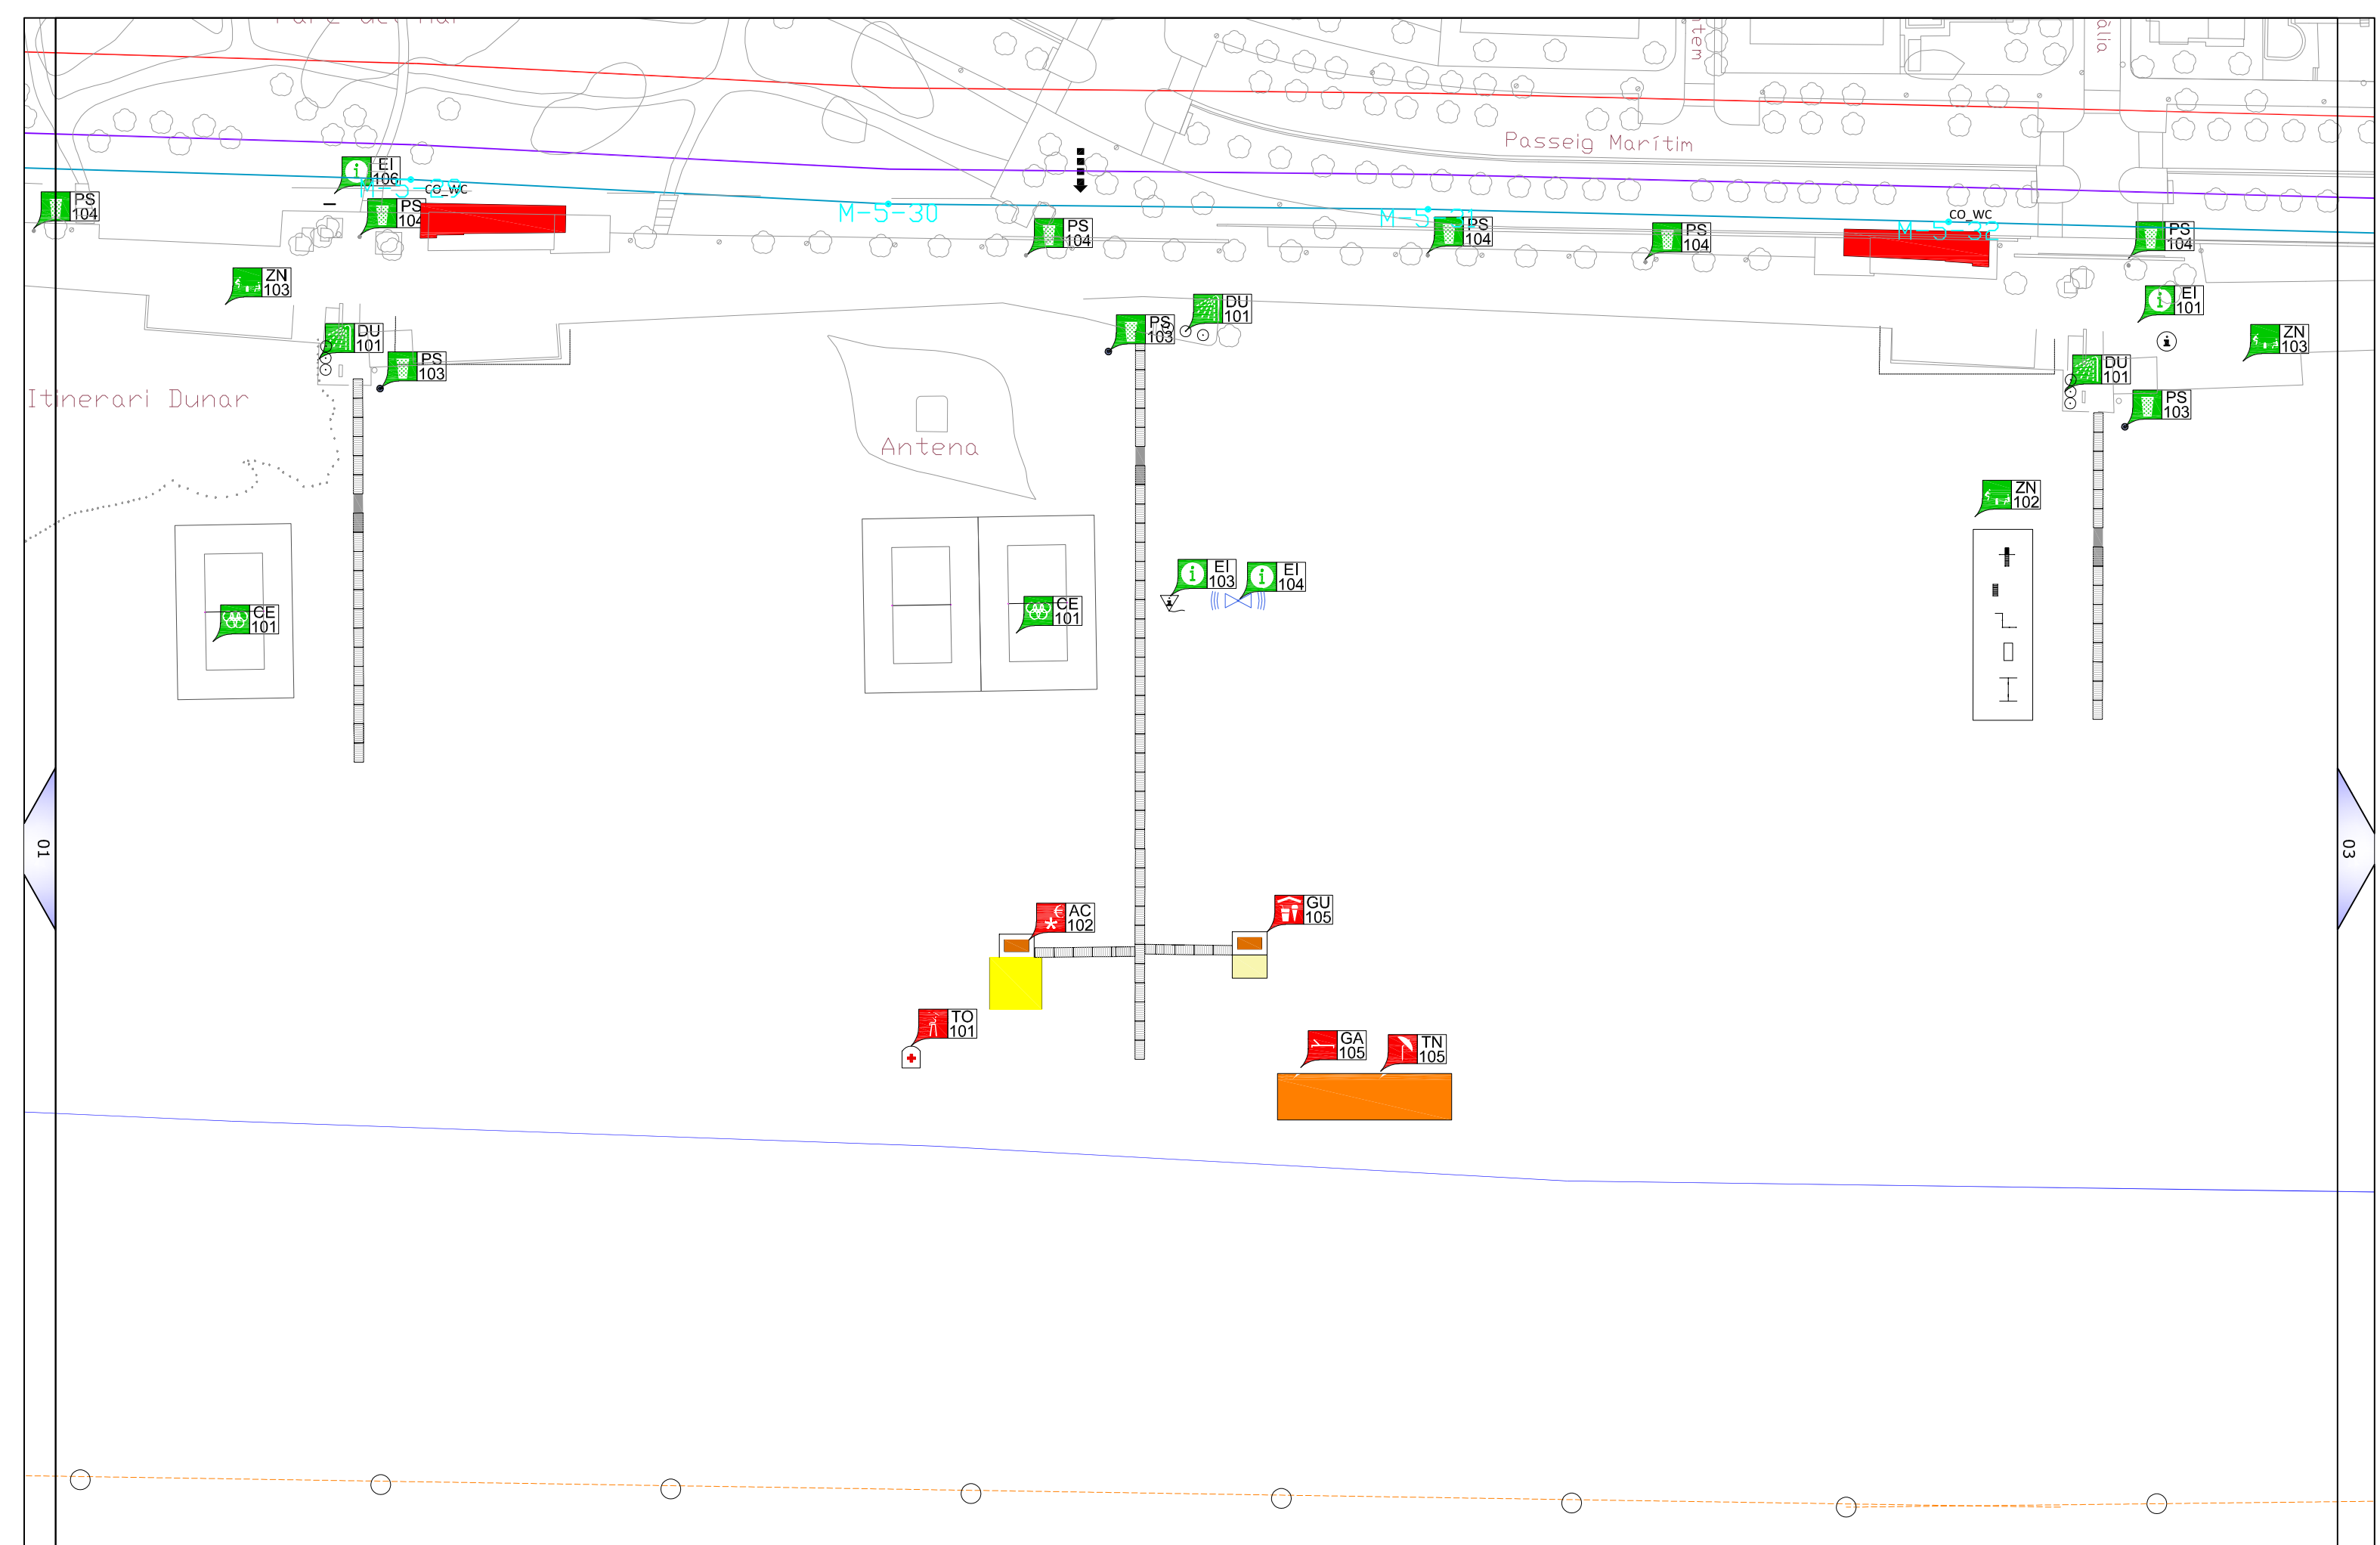 Passeig Marítim
EI
106
M-5-29
CO_WC
PS
104
PS
104
M-5-30
PS
104
PS
104
PS
104
CO_WC
PS
104
ZN
103
DU
101
PS
103
PS
103
DU
101
EI
101
ZN
103
DU
101
PS
103
Itinerari Dunar
Antena
ZN
102
CE
101
CE
101
EI
103
EI
104
01
03
AC
102
GU
105
TO
101
GA
105
TN
105